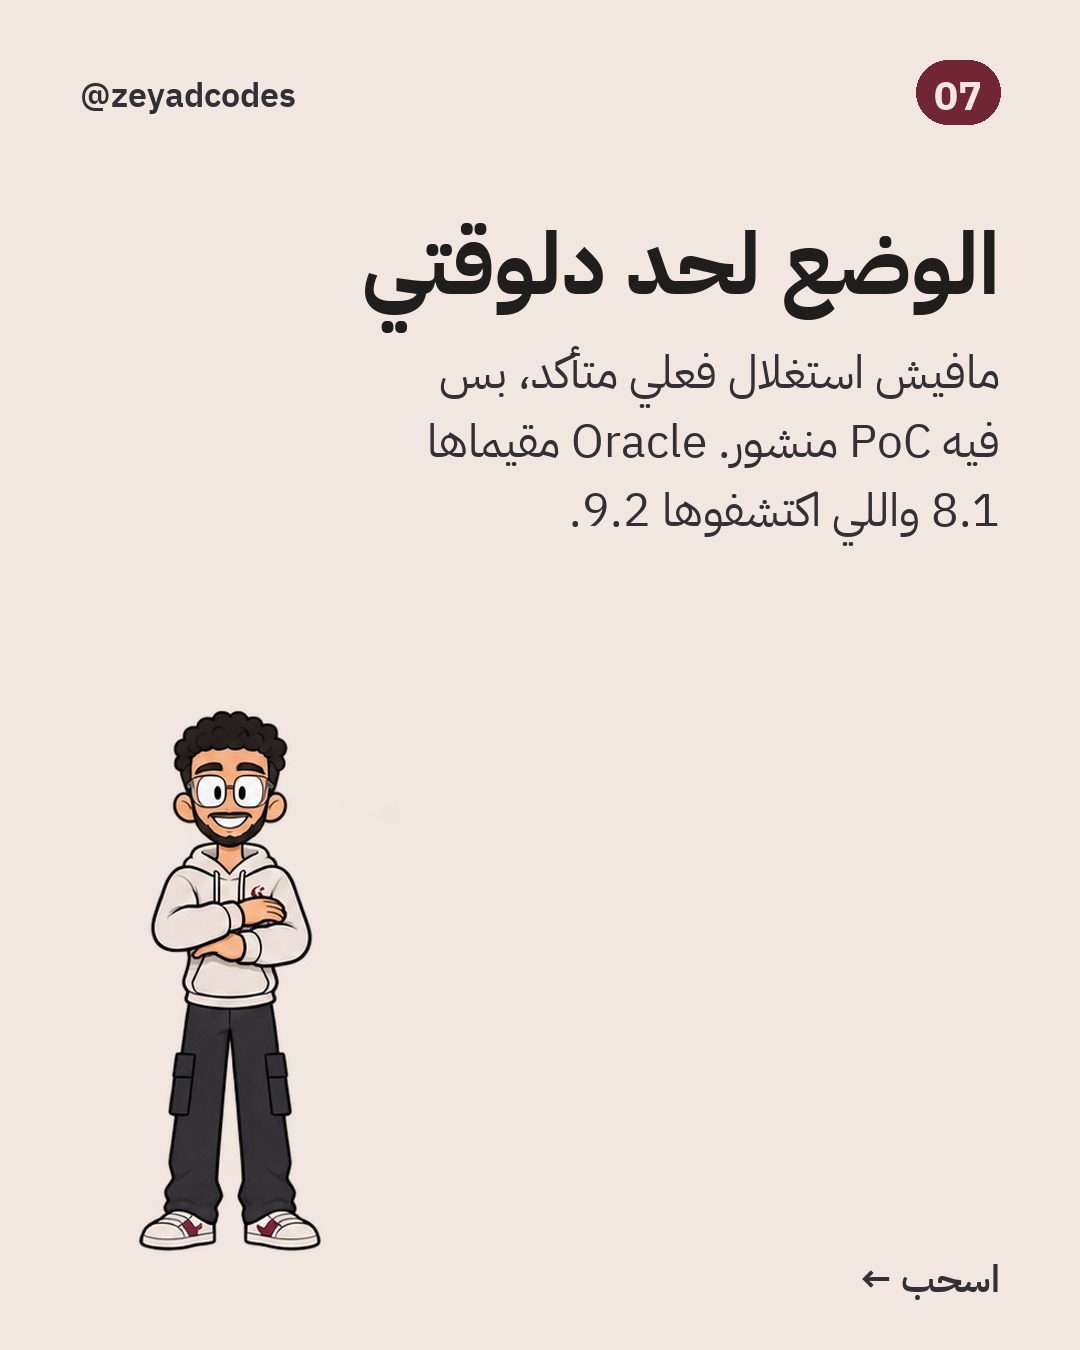 @zeyadcodes
07
الوضع لحد دلوقتي
مافيش استغلال فعلي متأكد، بس
فيه PoC منشور. Oracle مقيماها
8.1 واللي اكتشفوها 9.2.
اسحب ←